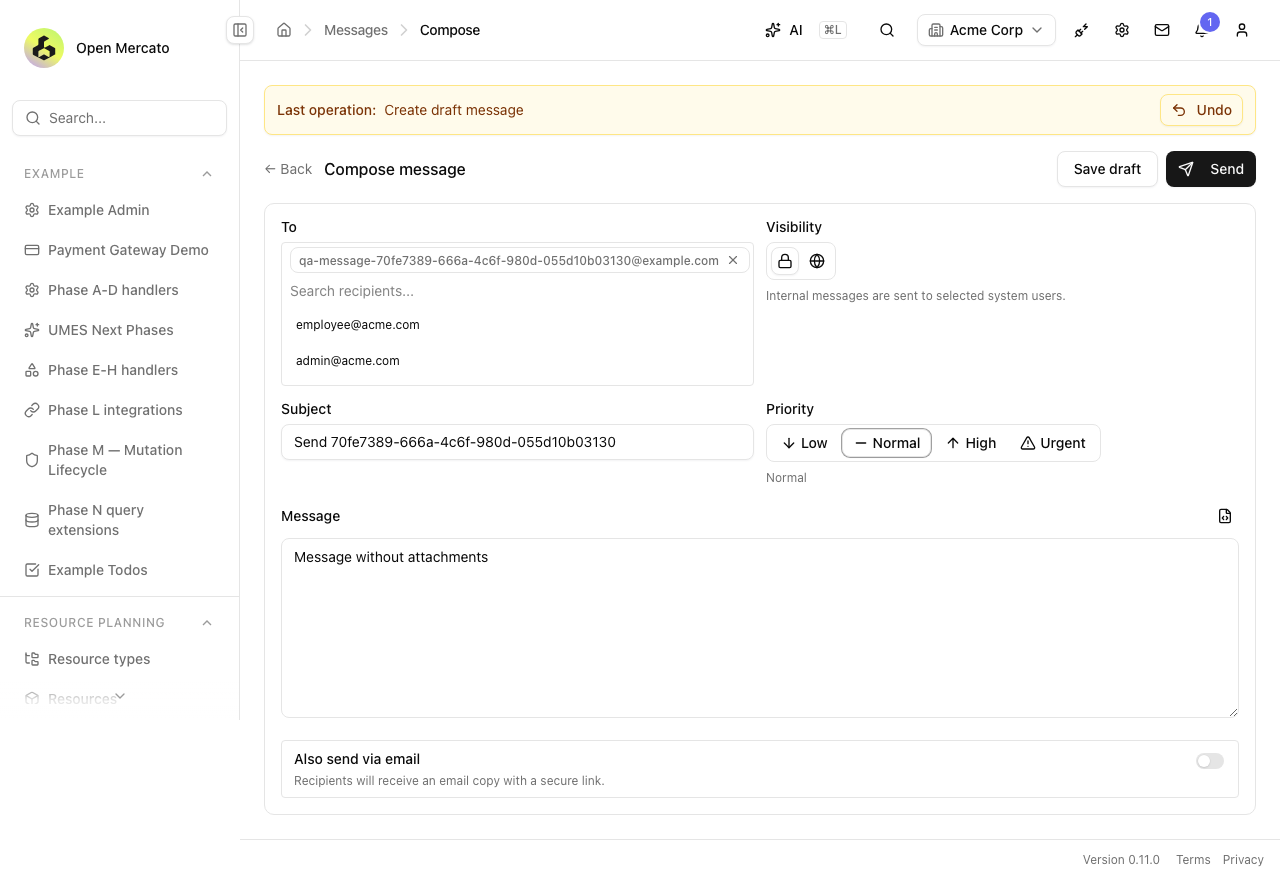 Open Mercato
Search...
EXAMPLE
Example Admin
Payment Gateway Demo
Phase A-D handlers
UMES Next Phases
Phase E-H handlers
Phase L integrations
Phase M — Mutation
Lifecycle
Phase N query
extensions
Example Todos
RESOURCE PLANNING
Resource types
Resources
Messages
Compose
AI
⌘L
Acme Corp
1
Last operation: Create draft message
Undo
← Back
Compose message
Save draft
Send
To
qa-message-70fe7389-666a-4c6f-980d-055d10b03130@example.com
Search recipients...
employee@acme.com
admin@acme.com
Visibility
Internal messages are sent to selected system users.
Subject
Send 70fe7389-666a-4c6f-980d-055d10b03130
Priority
Low
Normal
High
Urgent
Normal
Message
Message without attachments
Also send via email
Recipients will receive an email copy with a secure link.
Version 0.11.0
Terms
Privacy